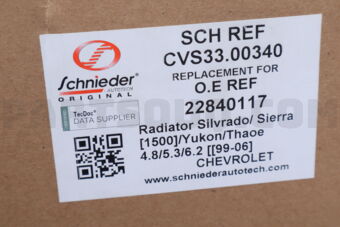 Schnieder
AUTOTECH
ORIGINAL
TecDoc
DATA SUPPLIER
SCH REF
CVS33.00340
REPLACEMENT FOR
O.E REF
22840117
Radiator Silvrado/ Sierra
[1500]/Yukon/Thaoe
4.8/5.3/6.2 [[99-06]
CHEVROLET
www.schniederautotech.com